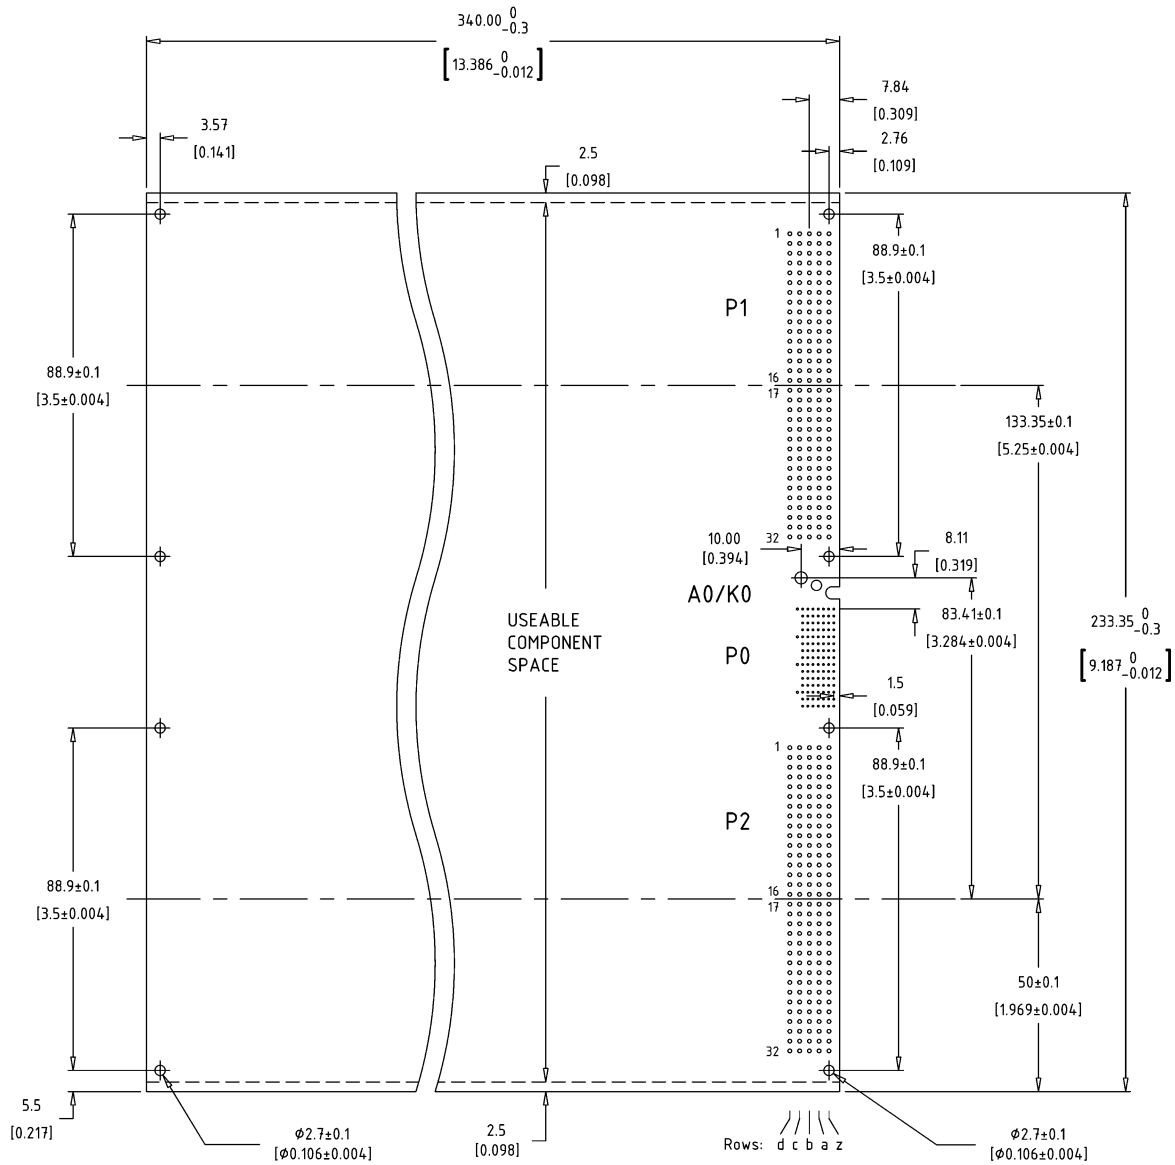 340.00 0 -0.3
[13.386 0 -0.012]
7.84
[0.309]
3.57
[0.141]
2.76
[0.109]
2.5
[0.098]
1
88.9±0.1
[3.5±0.004]
P1
88.9±0.1
[3.5±0.004]
16
17
133.35±0.1
[5.25±0.004]
32
10.00
[0.394]
8.11
[0.319]
A0/K0
83.41±0.1
[3.284±0.004]
233.35 0 -0.3
[9.187 0 -0.012]
USEABLE
COMPONENT
SPACE
P0
1.5
[0.059]
1
88.9±0.1
[3.5±0.004]
P2
88.9±0.1
[3.5±0.004]
16
17
50±0.1
[1.969±0.004]
32
5.5
[0.217]
Ø2.7±0.1
[Ø0.106±0.004]
2.5
[0.098]
Rows: d c b a z
Ø2.7±0.1
[Ø0.106±0.004]